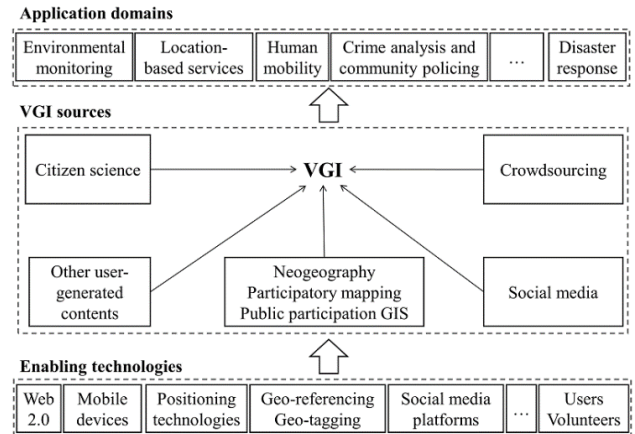 Application domains
Environmental
monitoring
Location-
based services
Human
mobility
Crime analysis and
community policing
...
Disaster
response
VGI sources
Citizen science
VGI
Crowdsourcing
Other user-
generated
contents
Neogeography
Participatory mapping
Public participation GIS
Social media
Enabling technologies
Web
2.0
Mobile
devices
Positioning
technologies
Geo-referencing
Geo-tagging
Social media
platforms
...
Users
Volunteers